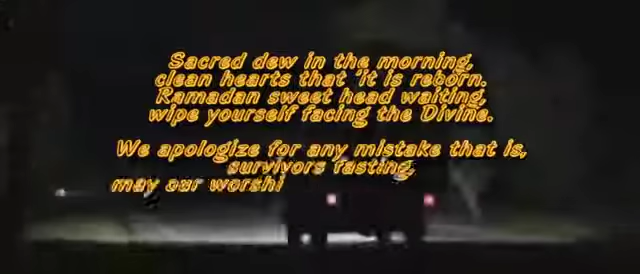 Sacred dew in the morning,
clean hearts that 'it is reborn.
Ramadan sweet head waiting,
wipe yourself facing the Divine.
We apologize for any mistake that is,
survivors fasting,
may our worshi